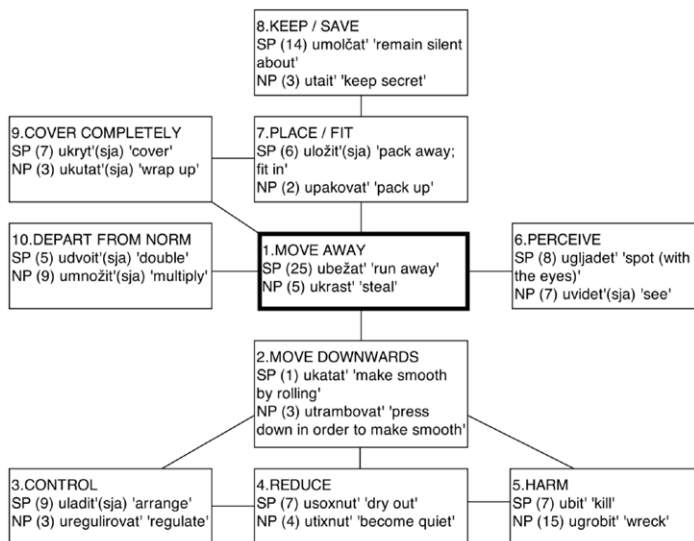 8.KEEP / SAVE
SP (14) umolčat' 'remain silent
about'
NP (3) utait' 'keep secret'
9.COVER COMPLETELY
SP (7) ukryt'(sja) 'cover'
NP (3) ukutat'(sja) 'wrap up'
7.PLACE / FIT
SP (6) uložit'(sja) 'pack away;
fit in'
NP (2) upakovat' 'pack up'
10.DEPART FROM NORM
SP (5) udvoit'(sja) 'double'
NP (9) umnožit'(sja) 'multiply'
1.MOVE AWAY
SP (25) ubežat' 'run away'
NP (5) ukrast' 'steal'
6.PERCEIVE
SP (8) ugljadet' 'spot (with
the eyes)'
NP (7) uvidet'(sja) 'see'
2.MOVE DOWNWARDS
SP (1) ukatat' 'make smooth
by rolling'
NP (3) utrambovat' 'press
down in order to make smooth'
3.CONTROL
SP (9) uladit'(sja) 'arrange'
NP (3) uregulirovat' 'regulate'
4.REDUCE
SP (7) usoxnut' 'dry out'
NP (4) utixnut' 'become quiet'
5.HARM
SP (7) ubit' 'kill'
NP (15) ugrobit' 'wreck'